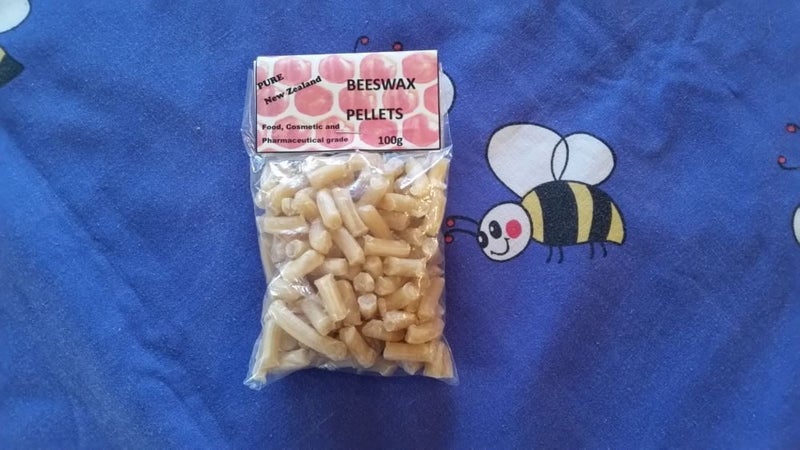 PURE
New Zealand
BEESWAX
PELLETS
Food, Cosmetic and
Pharmaceutical grade
100g